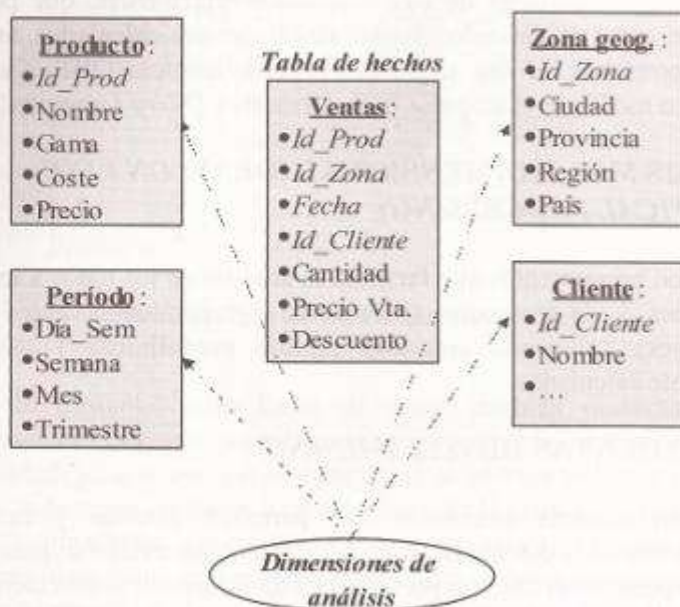 Producto:
•Id_Prod
•Nombre
•Gama
•Coste
•Precio
Tabla de hechos
Ventas:
•Id_Prod
•Id_Zona
•Fecha
•Id_Cliente
•Cantidad
•Precio Vta.
•Descuento
Zona geog.:
•Id_Zona
•Ciudad
•Provincia
•Región
•País
Período:
•Dia_Sem
•Semana
•Mes
•Trimestre
Cliente:
•Id_Cliente
•Nombre
•…
Dimensiones de
análisis